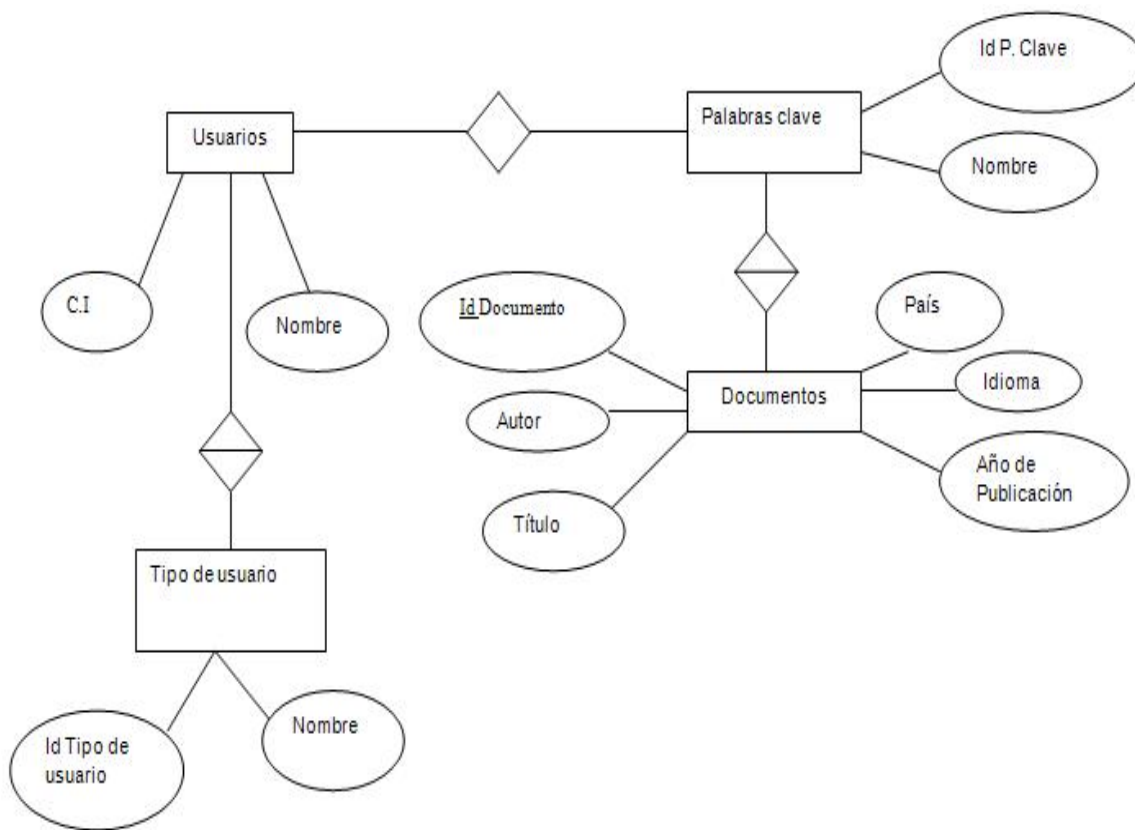 Id P. Clave
Usuarios
Palabras clave
Nombre
C.I
Nombre
Id Documento
País
Idioma
Documentos
Autor
Año de
Publicación
Título
Tipo de usuario
Id Tipo de
usuario
Nombre